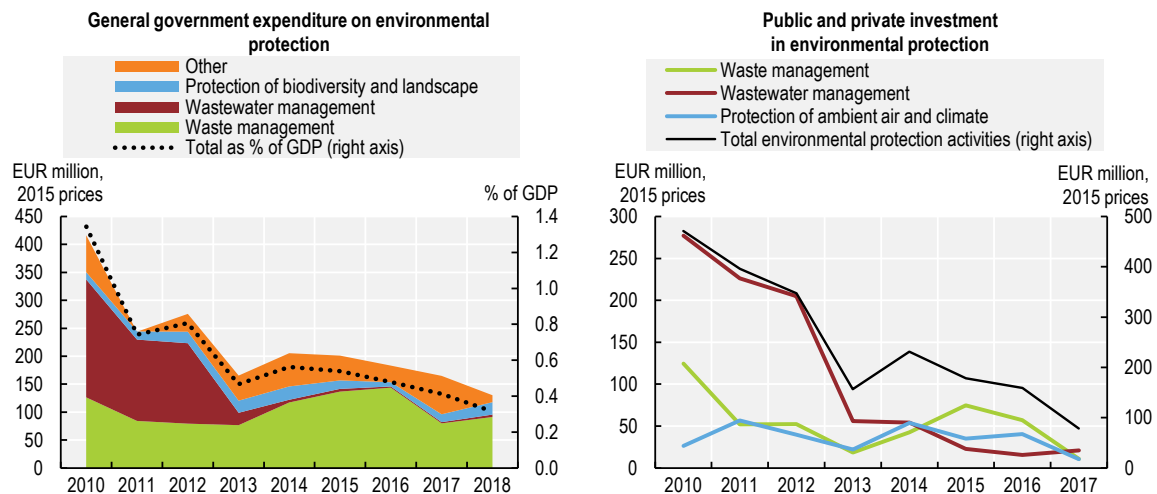 General government expenditure on environmental
protection
Other
Protection of biodiversity and landscape
Wastewater management
Waste management
Total as % of GDP (right axis)
EUR million,
2015 prices
% of GDP
450
400
350
300
250
200
150
100
50
0
1.4
1.2
1.0
0.8
0.6
0.4
0.2
0.0
2010 2011 2012 2013 2014 2015 2016 2017 2018
Public and private investment
in environmental protection
Waste management
Wastewater management
Protection of ambient air and climate
Total environmental protection activities (right axis)
EUR million,
2015 prices
EUR million,
2015 prices
300
250
200
150
100
50
0
500
400
300
200
100
0
2010 2011 2012 2013 2014 2015 2016 2017